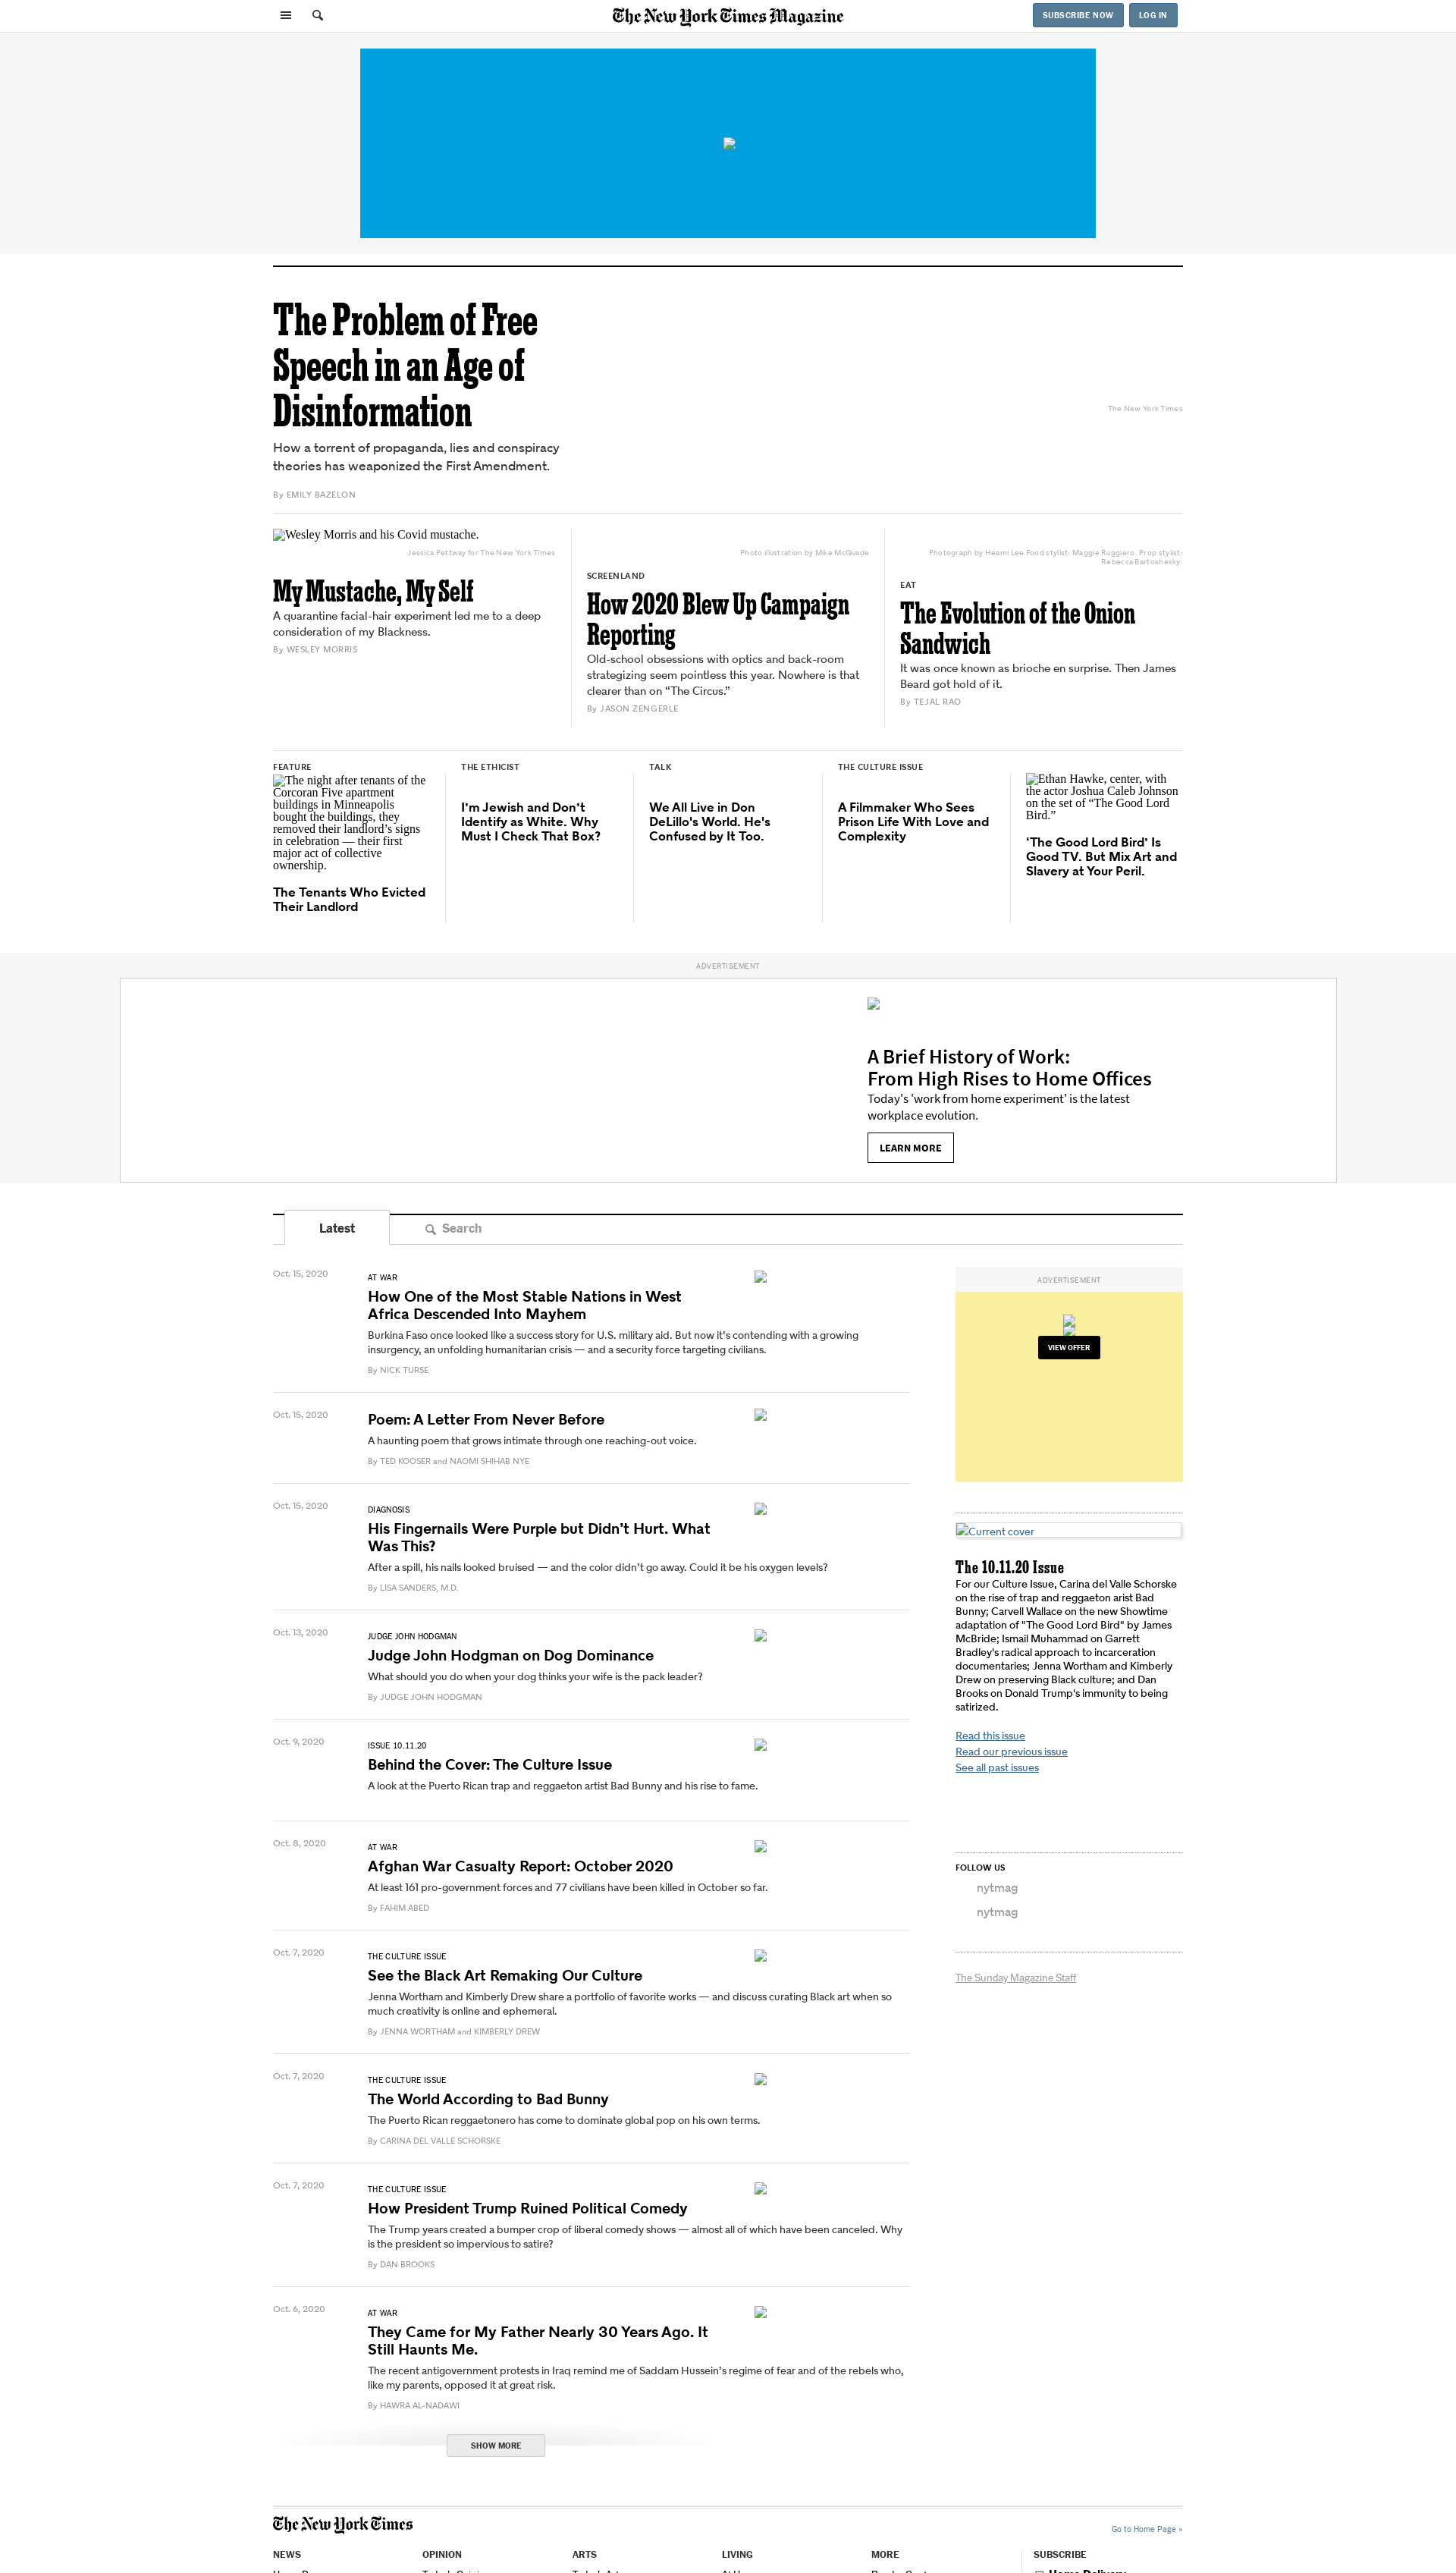 The New York Times Magazine
SUBSCRIBE NOW
LOG IN
The Problem of Free
Speech in an Age of
Disinformation
How a torrent of propaganda, lies and conspiracy
theories has weaponized the First Amendment.
By EMILY BAZELON
The New York Times
Wesley Morris and his Covid mustache.
Jessica Pettway for The New York Times
My Mustache, My Self
A quarantine facial-hair experiment led me to a deep
consideration of my Blackness.
By WESLEY MORRIS
Photo illustration by Mike McQuade
SCREENLAND
How 2020 Blew Up Campaign
Reporting
Old-school obsessions with optics and back-room
strategizing seem pointless this year. Nowhere is that
clearer than on “The Circus.”
By JASON ZENGERLE
Photograph by Heami Lee Food stylist: Maggie Ruggiero. Prop stylist:
Rebecca Bartoshesky.
EAT
The Evolution of the Onion
Sandwich
It was once known as brioche en surprise. Then James
Beard got hold of it.
By TEJAL RAO
FEATURE
The night after tenants of the
Corcoran Five apartment
buildings in Minneapolis
bought the buildings, they
removed their landlord’s signs
in celebration — their first
major act of collective
ownership.
The Tenants Who Evicted
Their Landlord
THE ETHICIST
I’m Jewish and Don’t
Identify as White. Why
Must I Check That Box?
TALK
We All Live in Don
DeLillo's World. He's
Confused by It Too.
THE CULTURE ISSUE
A Filmmaker Who Sees
Prison Life With Love and
Complexity
Ethan Hawke, center, with
the actor Joshua Caleb Johnson
on the set of “The Good Lord
Bird.”
‘The Good Lord Bird’ Is
Good TV. But Mix Art and
Slavery at Your Peril.
ADVERTISEMENT
A Brief History of Work:
From High Rises to Home Offices
Today's 'work from home experiment' is the latest
workplace evolution.
LEARN MORE
Latest
Search
Oct. 15, 2020
AT WAR
How One of the Most Stable Nations in West
Africa Descended Into Mayhem
Burkina Faso once looked like a success story for U.S. military aid. But now it’s contending with a growing
insurgency, an unfolding humanitarian crisis — and a security force targeting civilians.
By NICK TURSE
Oct. 15, 2020
Poem: A Letter From Never Before
A haunting poem that grows intimate through one reaching-out voice.
By TED KOOSER and NAOMI SHIHAB NYE
Oct. 15, 2020
DIAGNOSIS
His Fingernails Were Purple but Didn’t Hurt. What
Was This?
After a spill, his nails looked bruised — and the color didn’t go away. Could it be his oxygen levels?
By LISA SANDERS, M.D.
Oct. 13, 2020
JUDGE JOHN HODGMAN
Judge John Hodgman on Dog Dominance
What should you do when your dog thinks your wife is the pack leader?
By JUDGE JOHN HODGMAN
Oct. 9, 2020
ISSUE 10.11.20
Behind the Cover: The Culture Issue
A look at the Puerto Rican trap and reggaeton artist Bad Bunny and his rise to fame.
Oct. 8, 2020
AT WAR
Afghan War Casualty Report: October 2020
At least 161 pro-government forces and 77 civilians have been killed in October so far.
By FAHIM ABED
Oct. 7, 2020
THE CULTURE ISSUE
See the Black Art Remaking Our Culture
Jenna Wortham and Kimberly Drew share a portfolio of favorite works — and discuss curating Black art when so
much creativity is online and ephemeral.
By JENNA WORTHAM and KIMBERLY DREW
Oct. 7, 2020
THE CULTURE ISSUE
The World According to Bad Bunny
The Puerto Rican reggaetonero has come to dominate global pop on his own terms.
By CARINA DEL VALLE SCHORSKE
Oct. 7, 2020
THE CULTURE ISSUE
How President Trump Ruined Political Comedy
The Trump years created a bumper crop of liberal comedy shows — almost all of which have been canceled. Why
is the president so impervious to satire?
By DAN BROOKS
Oct. 6, 2020
AT WAR
They Came for My Father Nearly 30 Years Ago. It
Still Haunts Me.
The recent antigovernment protests in Iraq remind me of Saddam Hussein’s regime of fear and of the rebels who,
like my parents, opposed it at great risk.
By HAWRA AL-NADAWI
SHOW MORE
ADVERTISEMENT
VIEW OFFER
Current cover
The 10.11.20 Issue
For our Culture Issue, Carina del Valle Schorske
on the rise of trap and reggaeton arist Bad
Bunny; Carvell Wallace on the new Showtime
adaptation of "The Good Lord Bird" by James
McBride; Ismail Muhammad on Garrett
Bradley's radical approach to incarceration
documentaries; Jenna Wortham and Kimberly
Drew on preserving Black culture; and Dan
Brooks on Donald Trump's immunity to being
satirized.
Read this issue
Read our previous issue
See all past issues
FOLLOW US
nytmag
nytmag
The Sunday Magazine Staff
The New York Times
Go to Home Page »
NEWS
OPINION
ARTS
LIVING
MORE
SUBSCRIBE